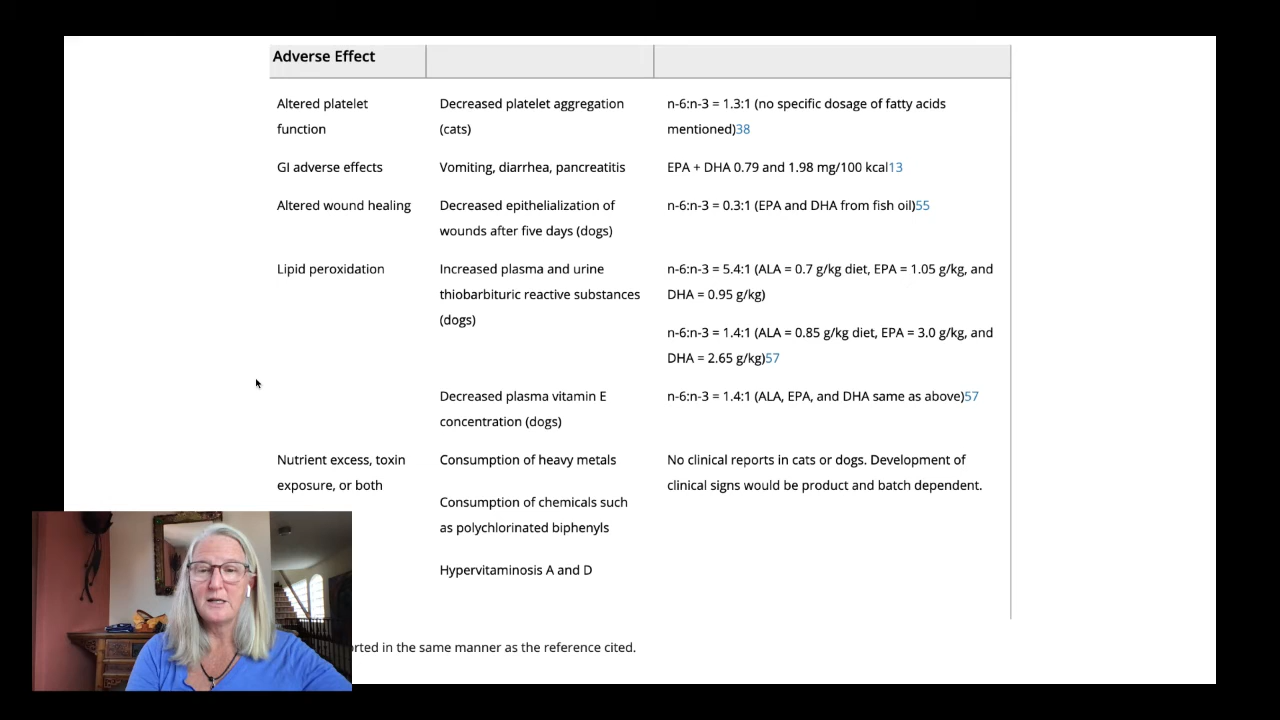 Adverse Effect
Altered platelet
function
Decreased platelet aggregation
(cats)
n-6:n-3 = 1.3:1 (no specific dosage of fatty acids
mentioned)38
GI adverse effects
Vomiting, diarrhea, pancreatitis
EPA + DHA 0.79 and 1.98 mg/100 kcal13
Altered wound healing
Decreased epithelialization of
wounds after five days (dogs)
n-6:n-3 = 0.3:1 (EPA and DHA from fish oil)55
Lipid peroxidation
Increased plasma and urine
thiobarbituric reactive substances
(dogs)
n-6:n-3 = 5.4:1 (ALA = 0.7 g/kg diet, EPA = 1.05 g/kg, and
DHA = 0.95 g/kg)
n-6:n-3 = 1.4:1 (ALA = 0.85 g/kg diet, EPA = 3.0 g/kg, and
DHA = 2.65 g/kg)57
Decreased plasma vitamin E
concentration (dogs)
n-6:n-3 = 1.4:1 (ALA, EPA, and DHA same as above)57
Nutrient excess, toxin
exposure, or both
Consumption of heavy metals
No clinical reports in cats or dogs. Development of
clinical signs would be product and batch dependent.
Consumption of chemicals such
as polychlorinated biphenyls
Hypervitaminosis A and D
in the same manner as the reference cited.